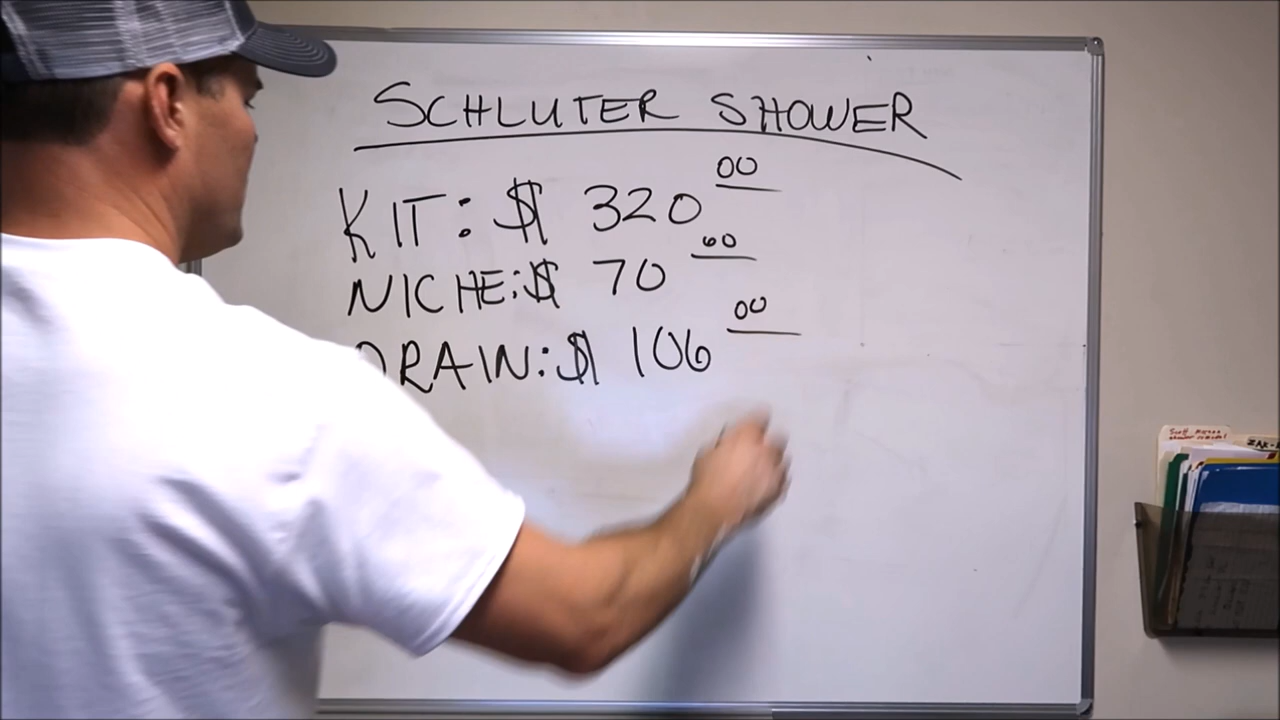 SCHLUTER SHOWER
KIT: $ 320 00
NICHE: $ 70 00
DRAIN: $ 106 00